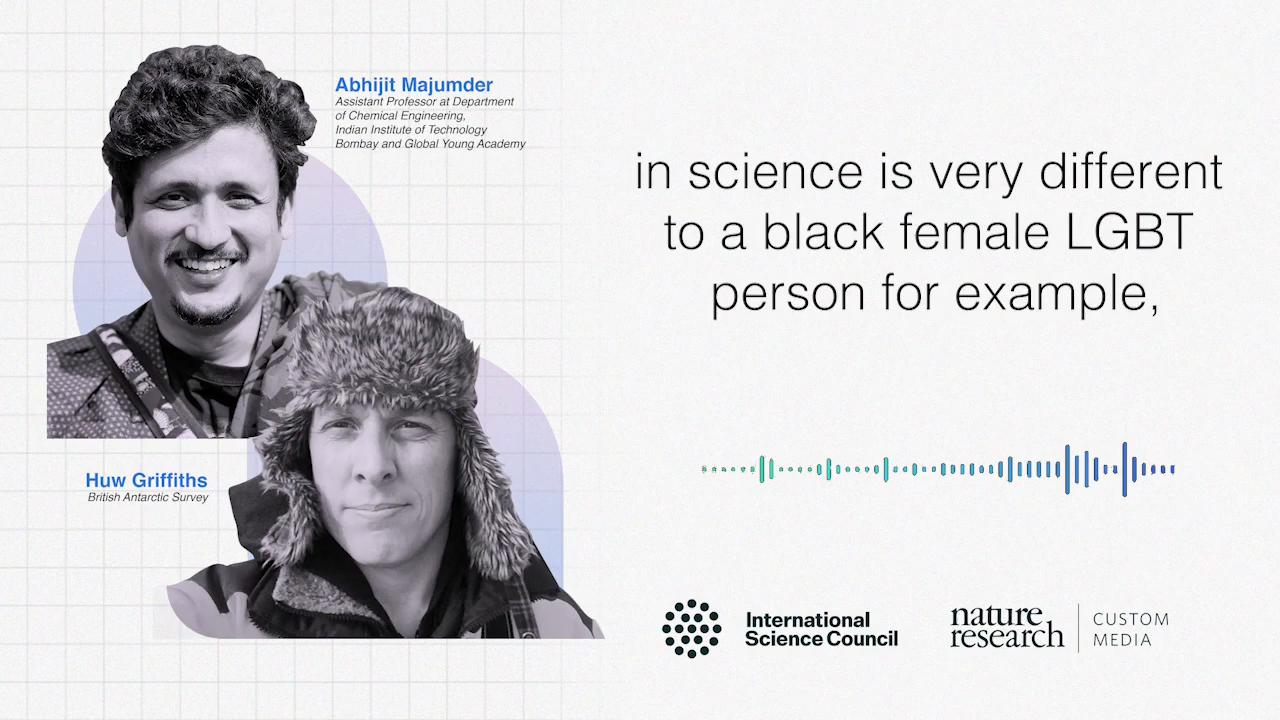 Abhijit Majumder
Assistant Professor at Department
of Chemical Engineering,
Indian Institute of Technology
Bombay and Global Young Academy
in science is very different
to a black female LGBT
person for example,
Huw Griffiths
British Antarctic Survey
International
Science Council
nature
research
CUSTOM
MEDIA